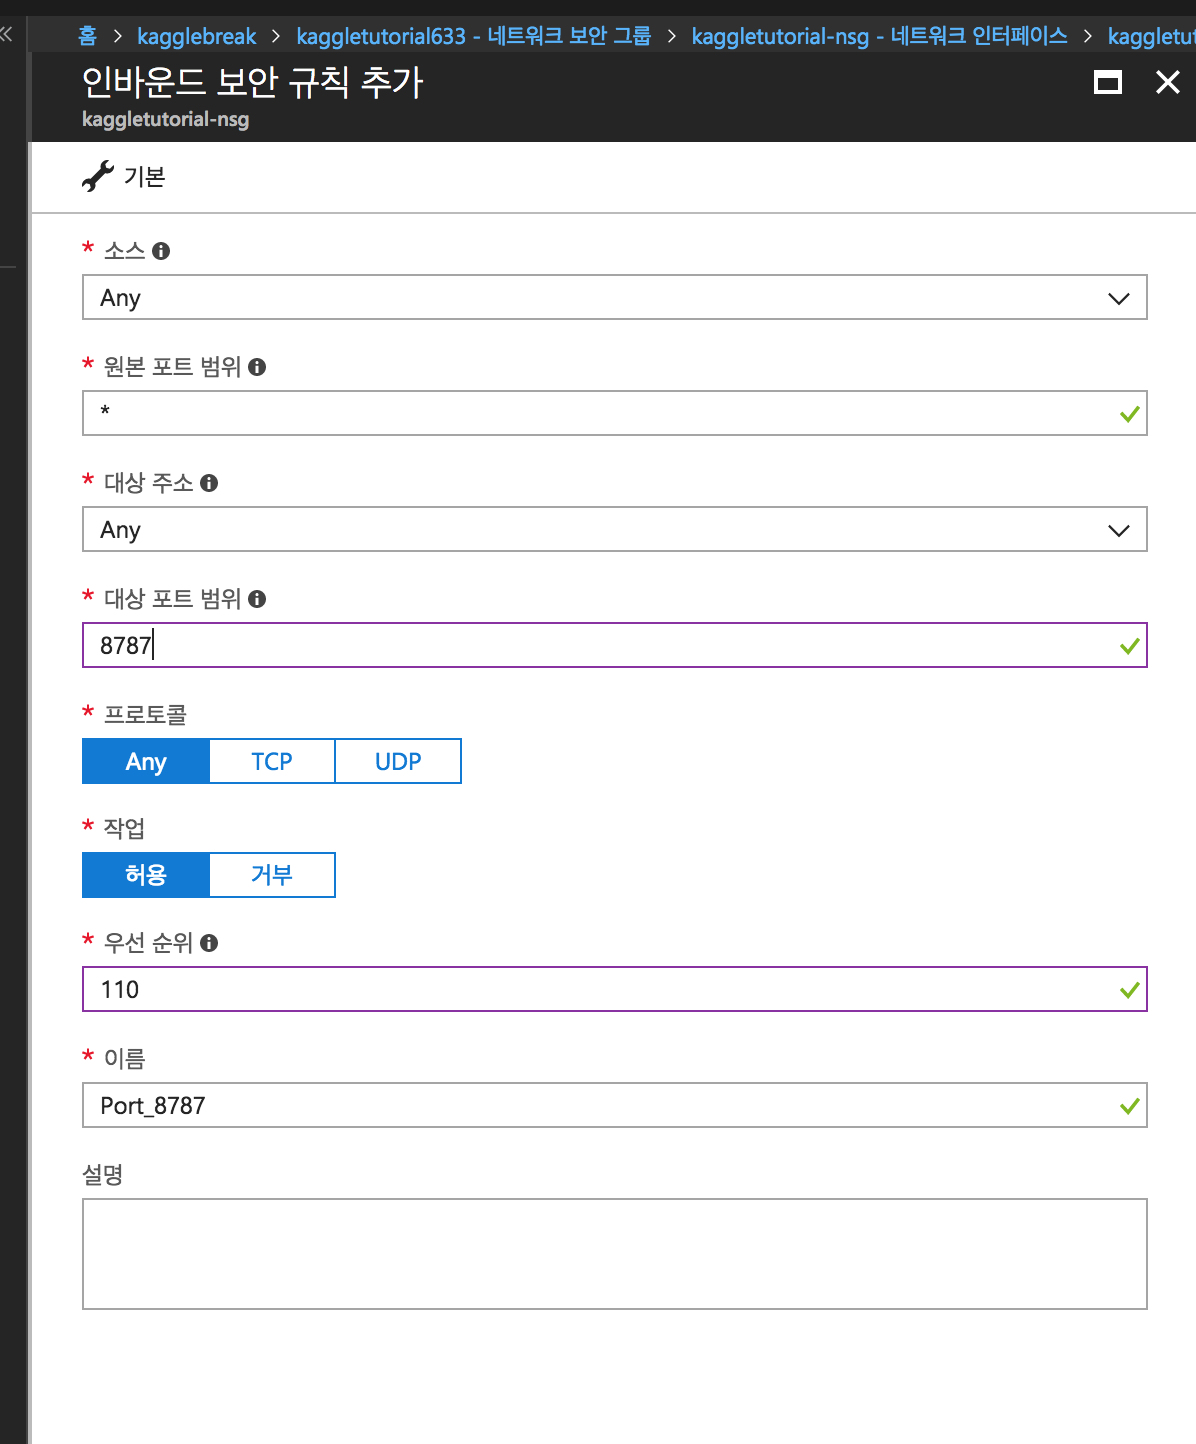 홈 > kagglebreak > kaggletutorial633 - 네트워크 보안 그룹 > kaggletutorial-nsg - 네트워크 인터페이스 > kaggletut
인바운드 보안 규칙 추가
kaggletutorial-nsg
기본
* 소스
Any
* 원본 포트 범위
*
* 대상 주소
Any
* 대상 포트 범위
8787
* 프로토콜
Any TCP UDP
* 작업
허용 거부
* 우선 순위
110
* 이름
Port_8787
설명